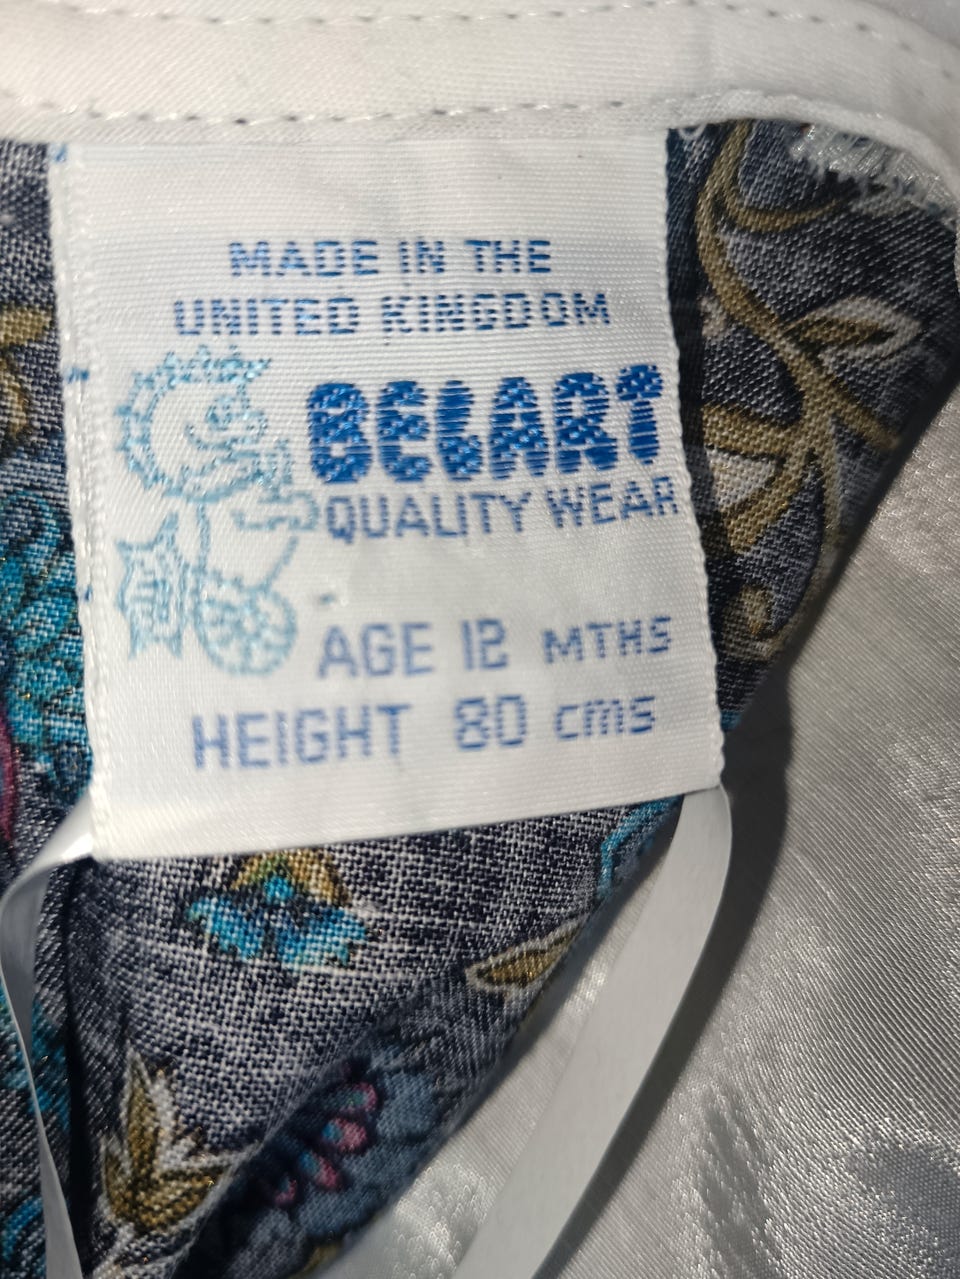 MADE IN THE
UNITED KINGDOM
BELART
QUALITY WEAR
AGE 12 MTHS
HEIGHT 80 cms